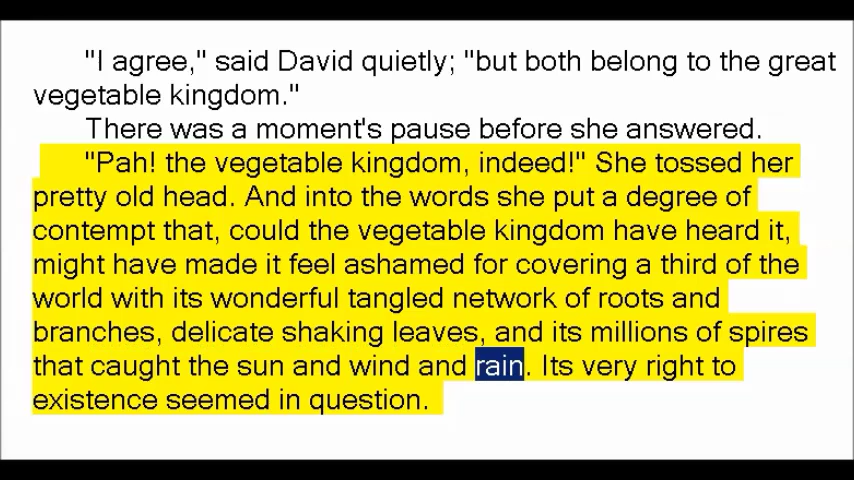 "I agree," said David quietly; "but both belong to the great
vegetable kingdom."
There was a moment's pause before she answered.
"Pah! the vegetable kingdom, indeed!" She tossed her
pretty old head. And into the words she put a degree of
contempt that, could the vegetable kingdom have heard it,
might have made it feel ashamed for covering a third of the
world with its wonderful tangled network of roots and
branches, delicate shaking leaves, and its millions of spires
that caught the sun and wind and rain. Its very right to
existence seemed in question.